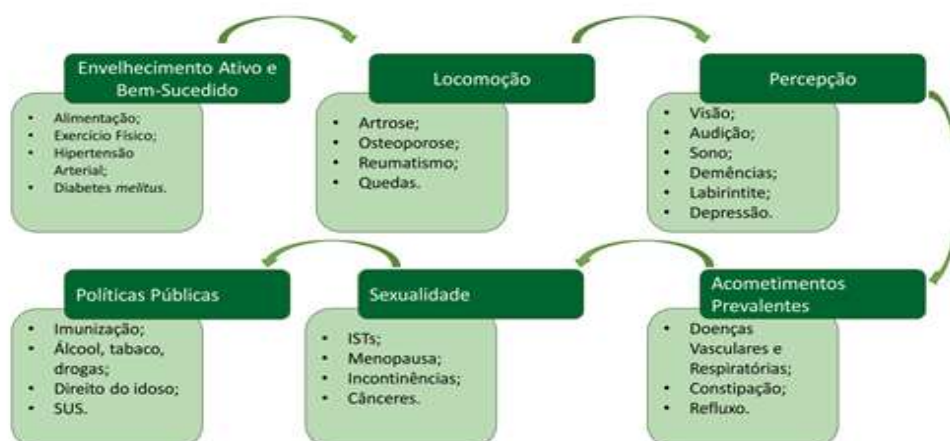 Envelhecimento Ativo e
Bem-Sucedido
• Alimentação;
• Exercício Físico;
• Hipertensão
Arterial;
• Diabetes melitus.
Locomoção
• Artrose;
• Osteoporose;
• Reumatismo;
• Quedas.
Percepção
• Visão;
• Audição;
• Sono;
• Demências;
• Labirintite;
• Depressão.
Acometimentos
Prevalentes
• Doenças
Vasculares e
Respiratórias;
• Constipação;
• Refluxo.
Sexualidade
• ISTs;
• Menopausa;
• Incontinências;
• Cânceres.
Políticas Públicas
• Imunização;
• Álcool, tabaco,
drogas;
• Direito do idoso;
• SUS.